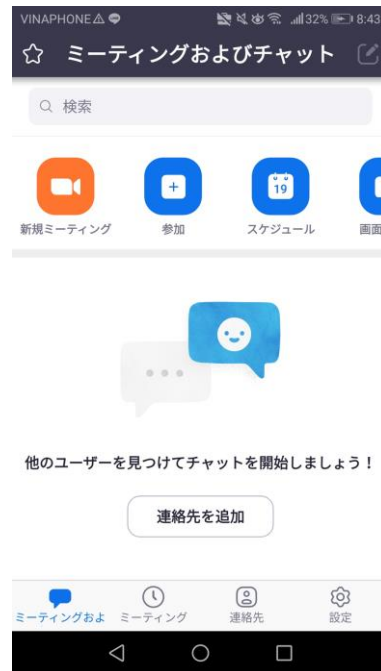 VINAPHONE 32% 8:43
ミーティングおよびチャット
検索
19
新規ミーティング 参加 スケジュール 画面
他のユーザーを見つけてチャットを開始しましょう！
連絡先を追加
ミーティングおよ ミーティング 連絡先 設定